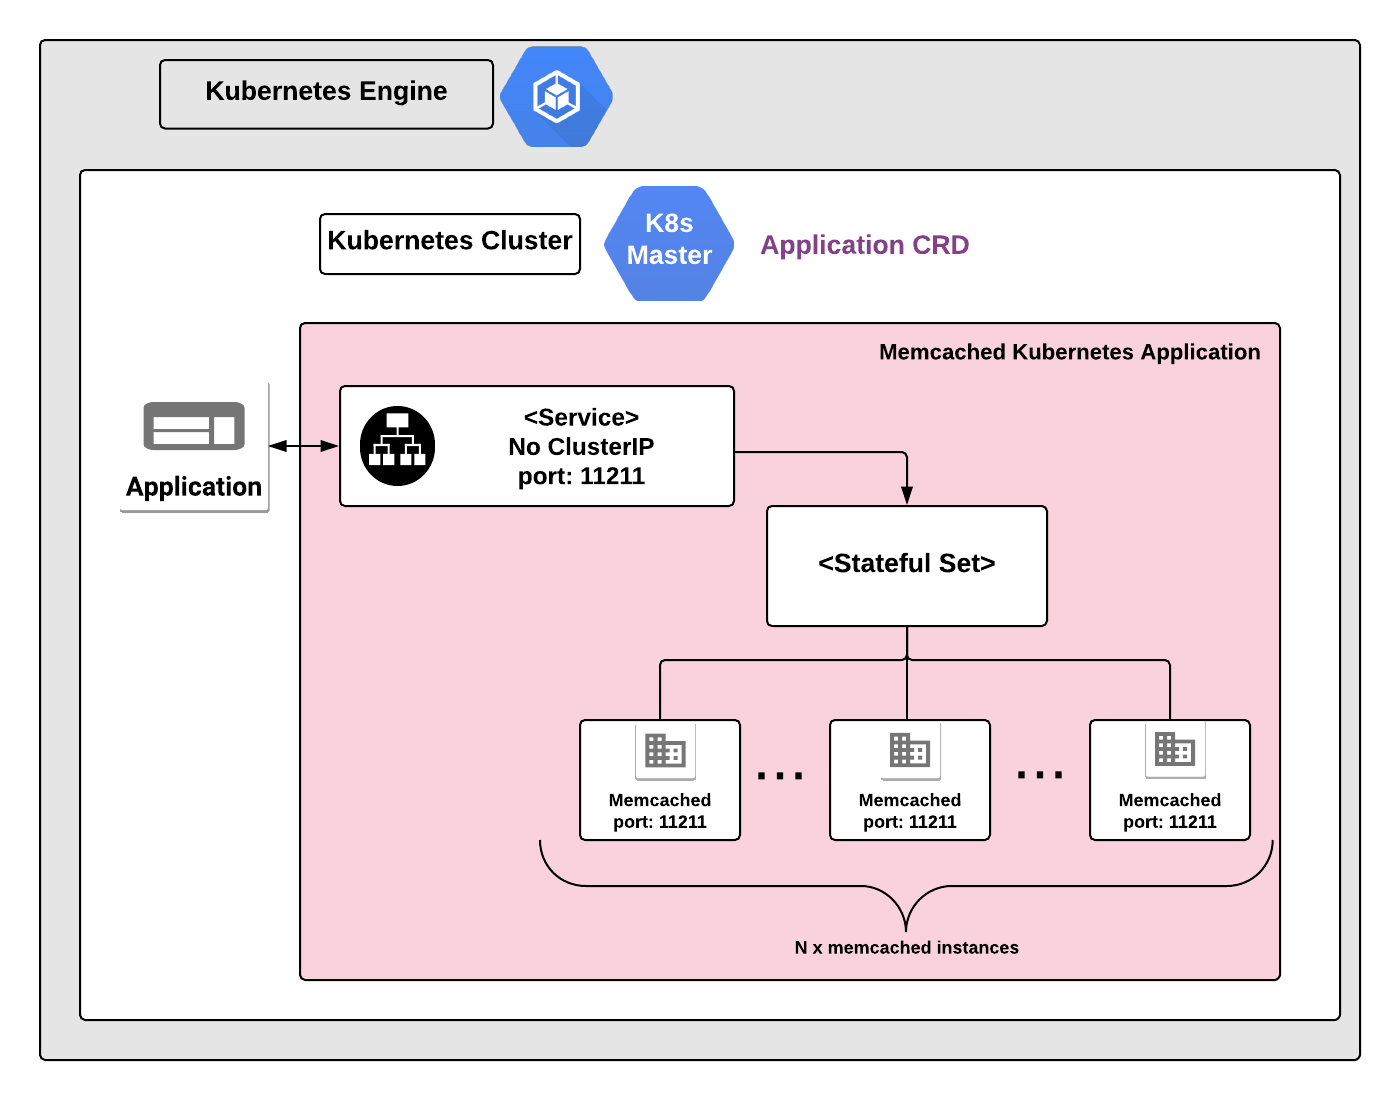 Kubernetes Engine
Kubernetes Cluster
K8s
Master
Application CRD
Memcached Kubernetes Application
Application
<Service>
No ClusterIP
port: 11211
<Stateful Set>
Memcached
port: 11211
...
Memcached
port: 11211
...
Memcached
port: 11211
N x memcached instances